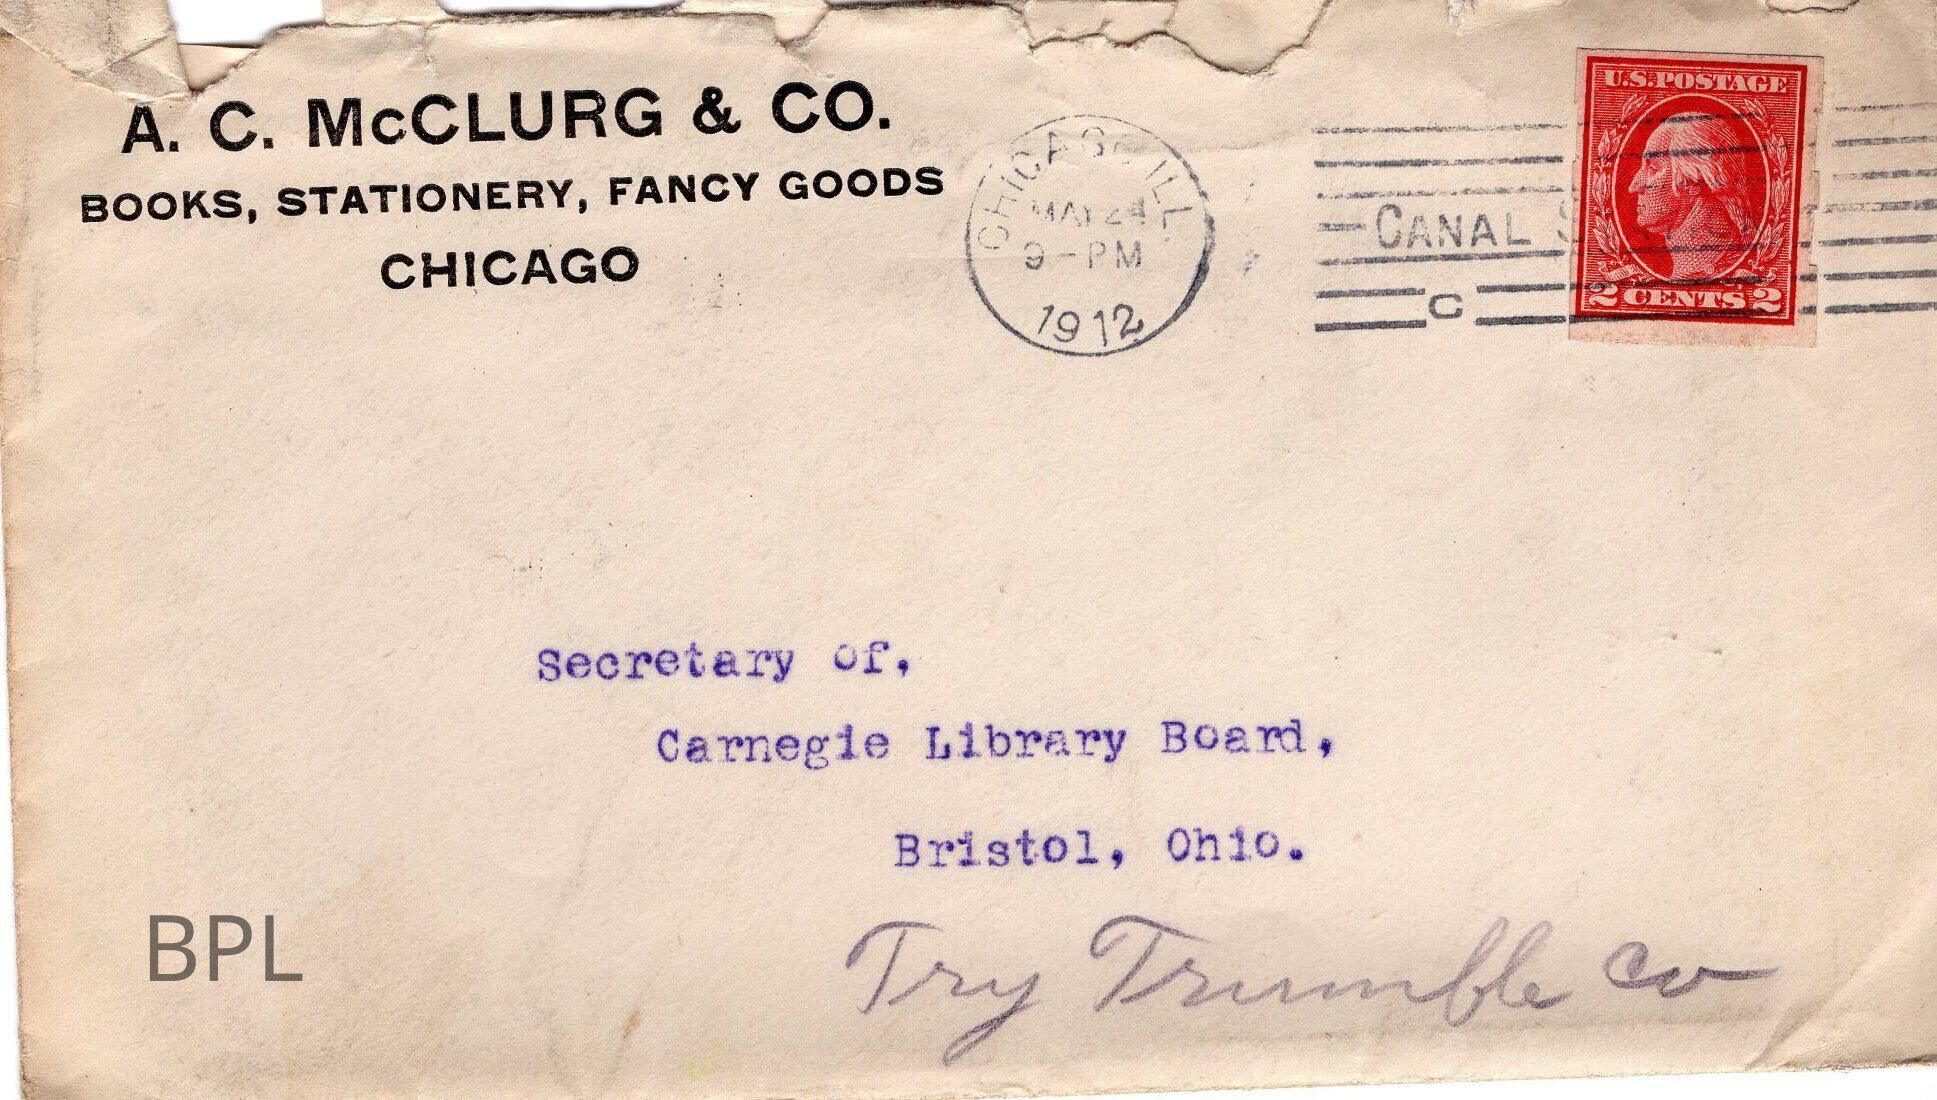 A. C. McCLURG & CO.
BOOKS, STATIONERY, FANCY GOODS
CHICAGO
CHICAGO ILL.
MAY 24
9-PM
1912
CANAL
C
U.S. POSTAGE
2 CENTS 2
Secretary of,
Carnegie Library Board,
Bristol, Ohio.
Try Trumble Co
BPL